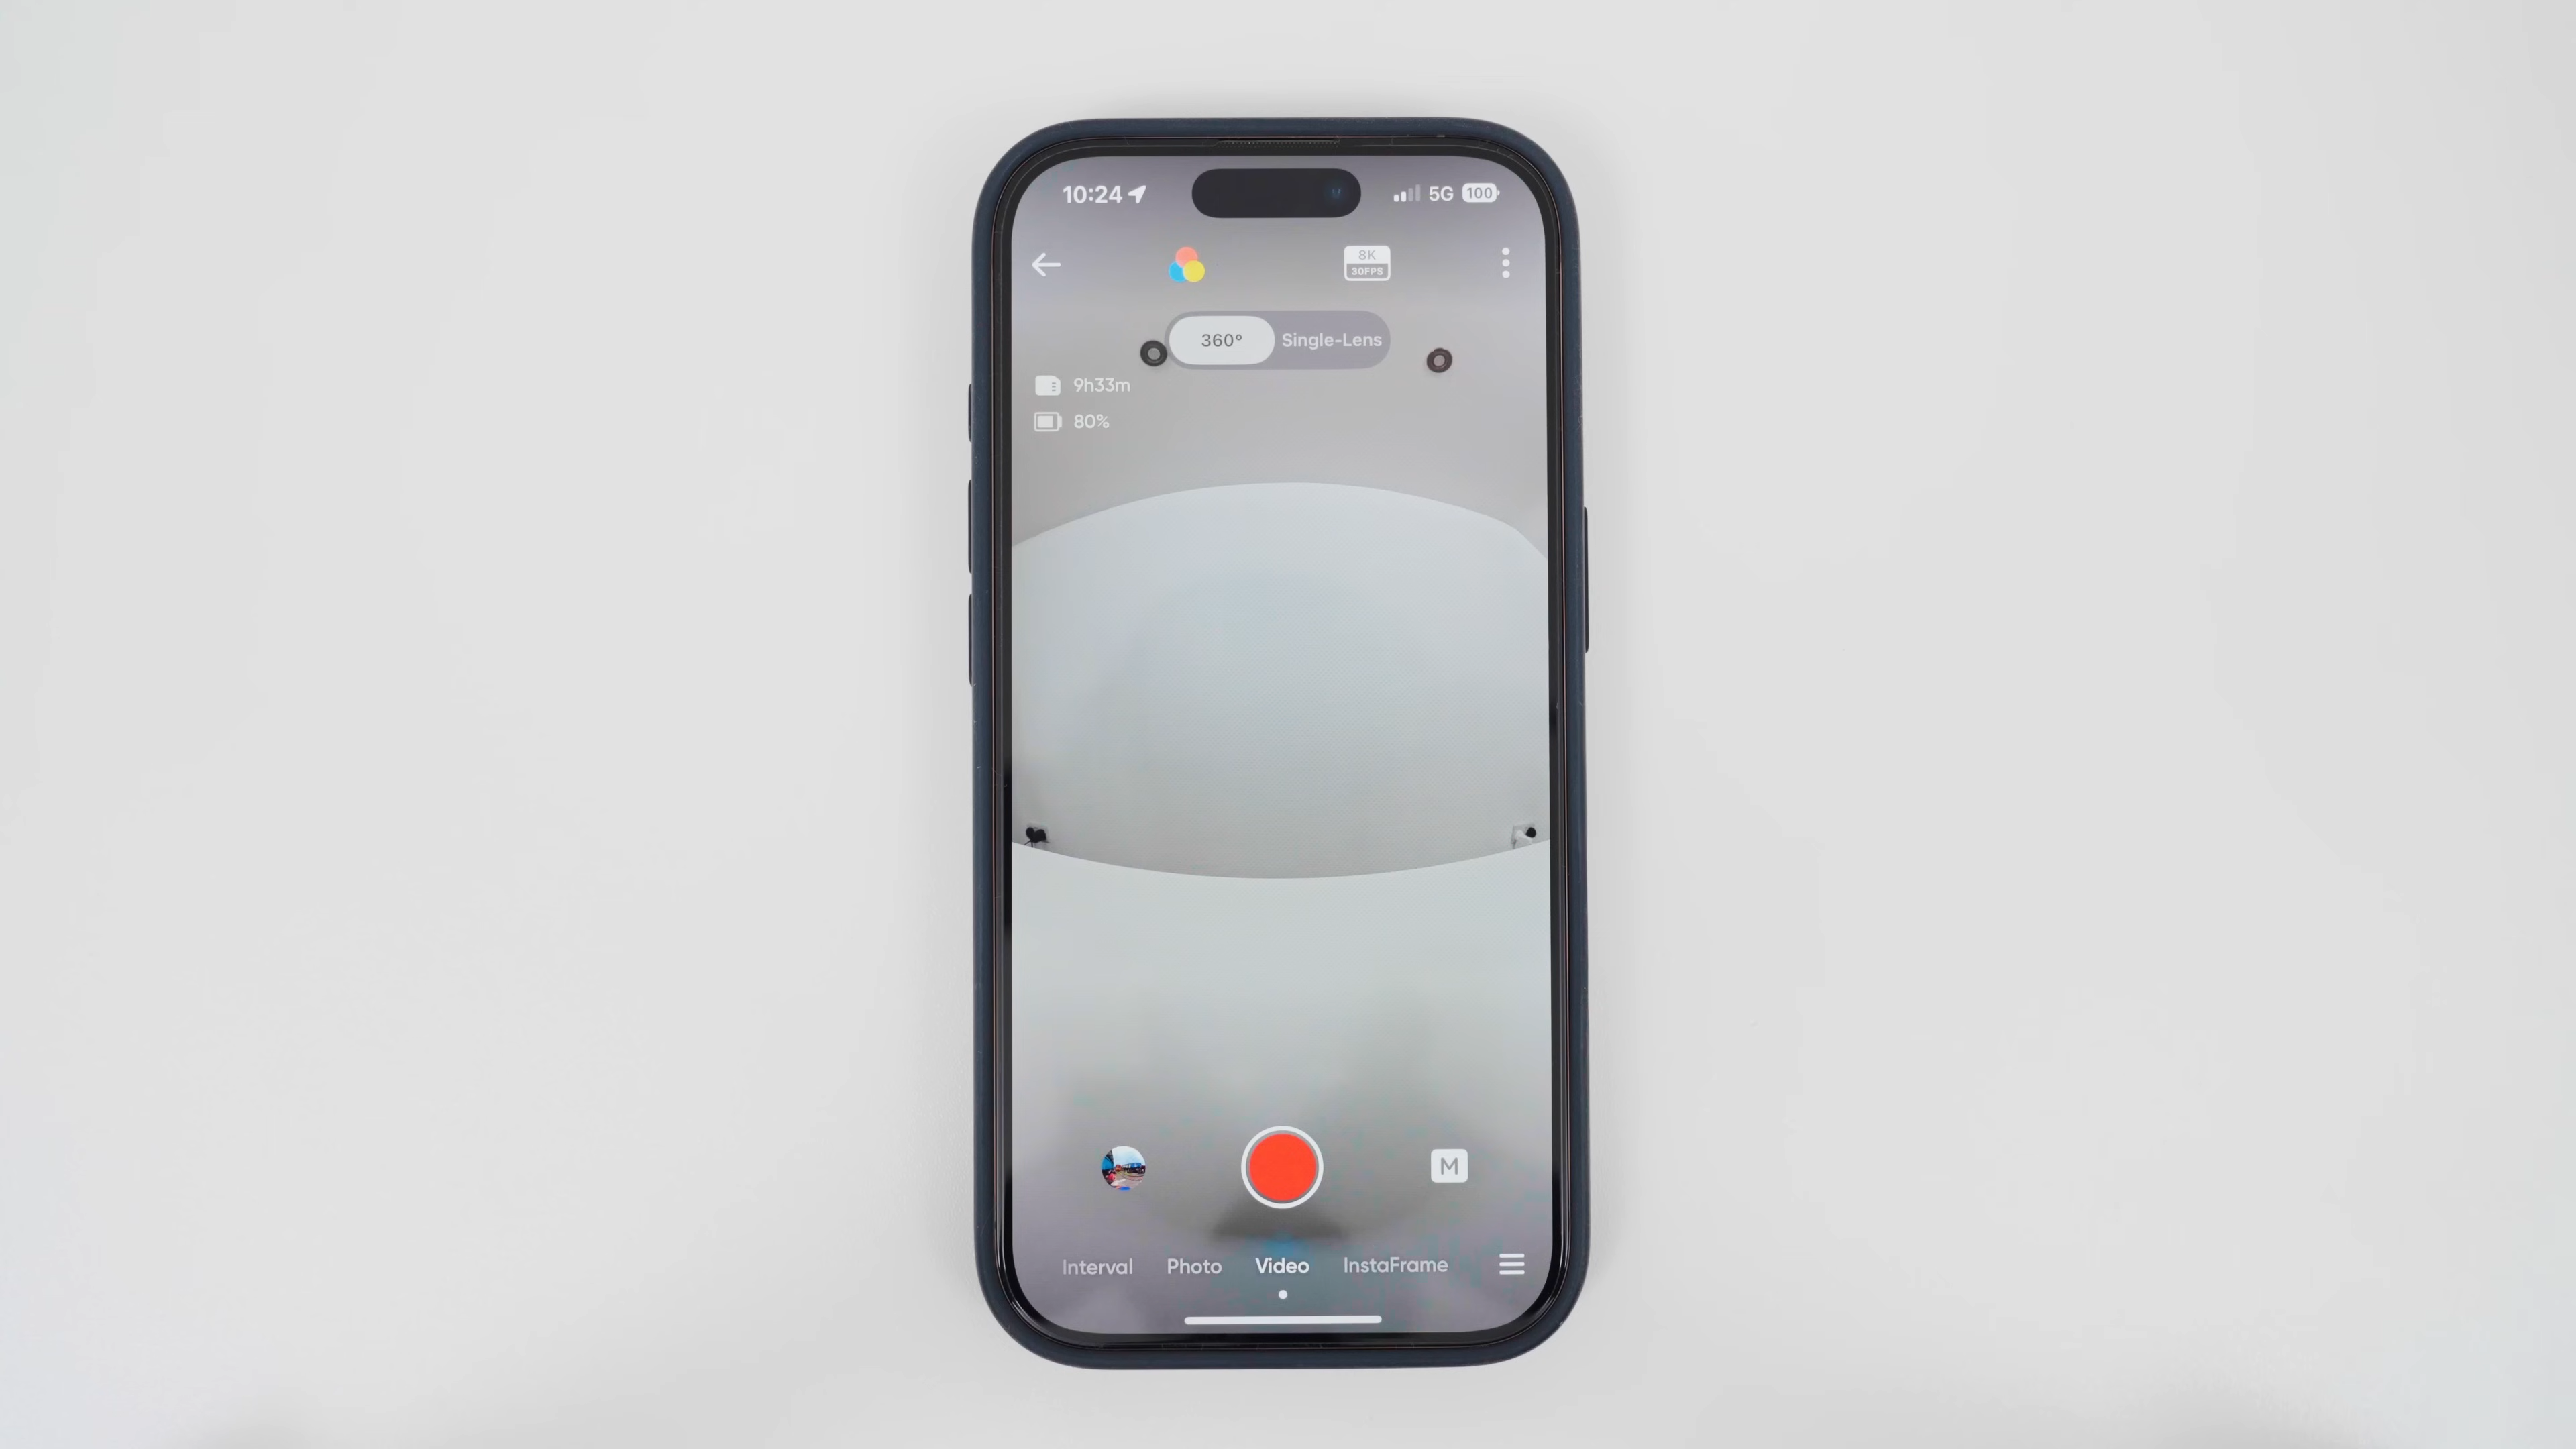 10:24 5G 100
8K
30FPS
360° Single-Lens
9h33m
80%
M
Interval Photo Video InstaFrame